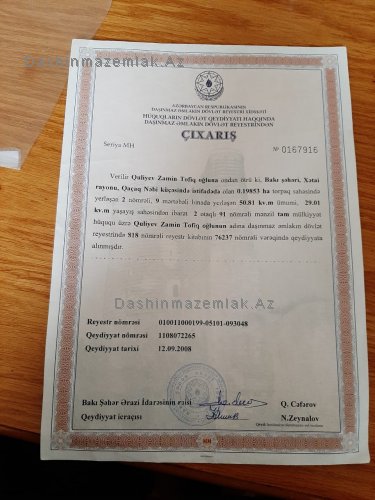 Dashinmazemlak.Az
AZƏRBAYCAN RESPUBLİKASININ
DAŞINMAZ ƏMLAKIN DÖVLƏT REYESTRİ XİDMƏTİ
HÜQUQLARIN DÖVLƏT QEYDİYYATI HAQQINDA
DAŞINMAZ ƏMLAKIN DÖVLƏT REYESTRİNDƏN
ÇIXARIŞ
Seriya MH № 0167916
Verilir Quliyev Zamin Tofiq oğluna ondan ötrü ki, Bakı şəhəri, Xətai
rayonu, Qaçaq Nəbi küçəsində istifadədə olan 0.19853 ha torpaq sahəsində
yerləşən 2 nömrəli, 9 mərtəbəli binada yerləşən 50.81 kv.m ümumi, 29.01
kv.m yaşayış sahəsindən ibarət 2 otaqlı 91 nömrəli mənzil tam mülkiyyət
hüququ üzrə Quliyev Zamin Tofiq oğlunun adına daşınmaz əmlakın dövlət
reyestrində 818 nömrəli reyestr kitabının 76237 nömrəli vərəqəsində qeydiyyata
alınmışdır.
Dashinmazemlak.Az
Reyestr nömrəsi 010011000199-05101-093048
Qeydiyyat nömrəsi 1108072265
Qeydiyyat tarixi 12.09.2008
Bakı Şəhər Ərazi İdarəsinin rəisi Q. Cəfərov
Qeydiyyat icraçısı N.Zeynalov
MH
Dashinmazemlak.Az